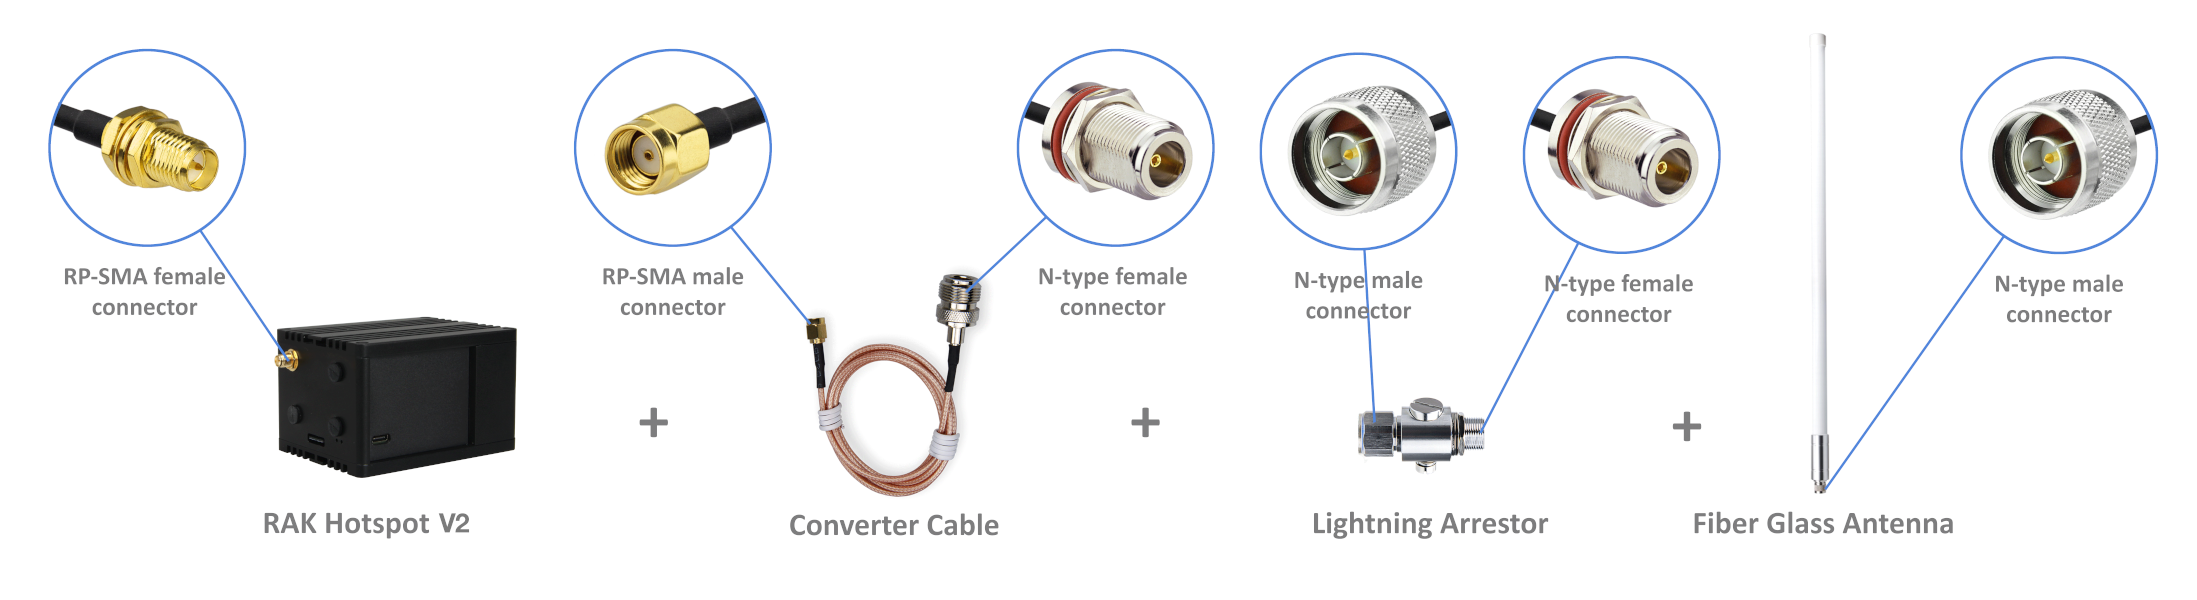 RP-SMA female
connector
RP-SMA male
connector
N-type female
connector
N-type male
connector
N-type female
connector
N-type male
connector
+
+
+
RAK Hotspot V2
Converter Cable
Lightning Arrestor
Fiber Glass Antenna